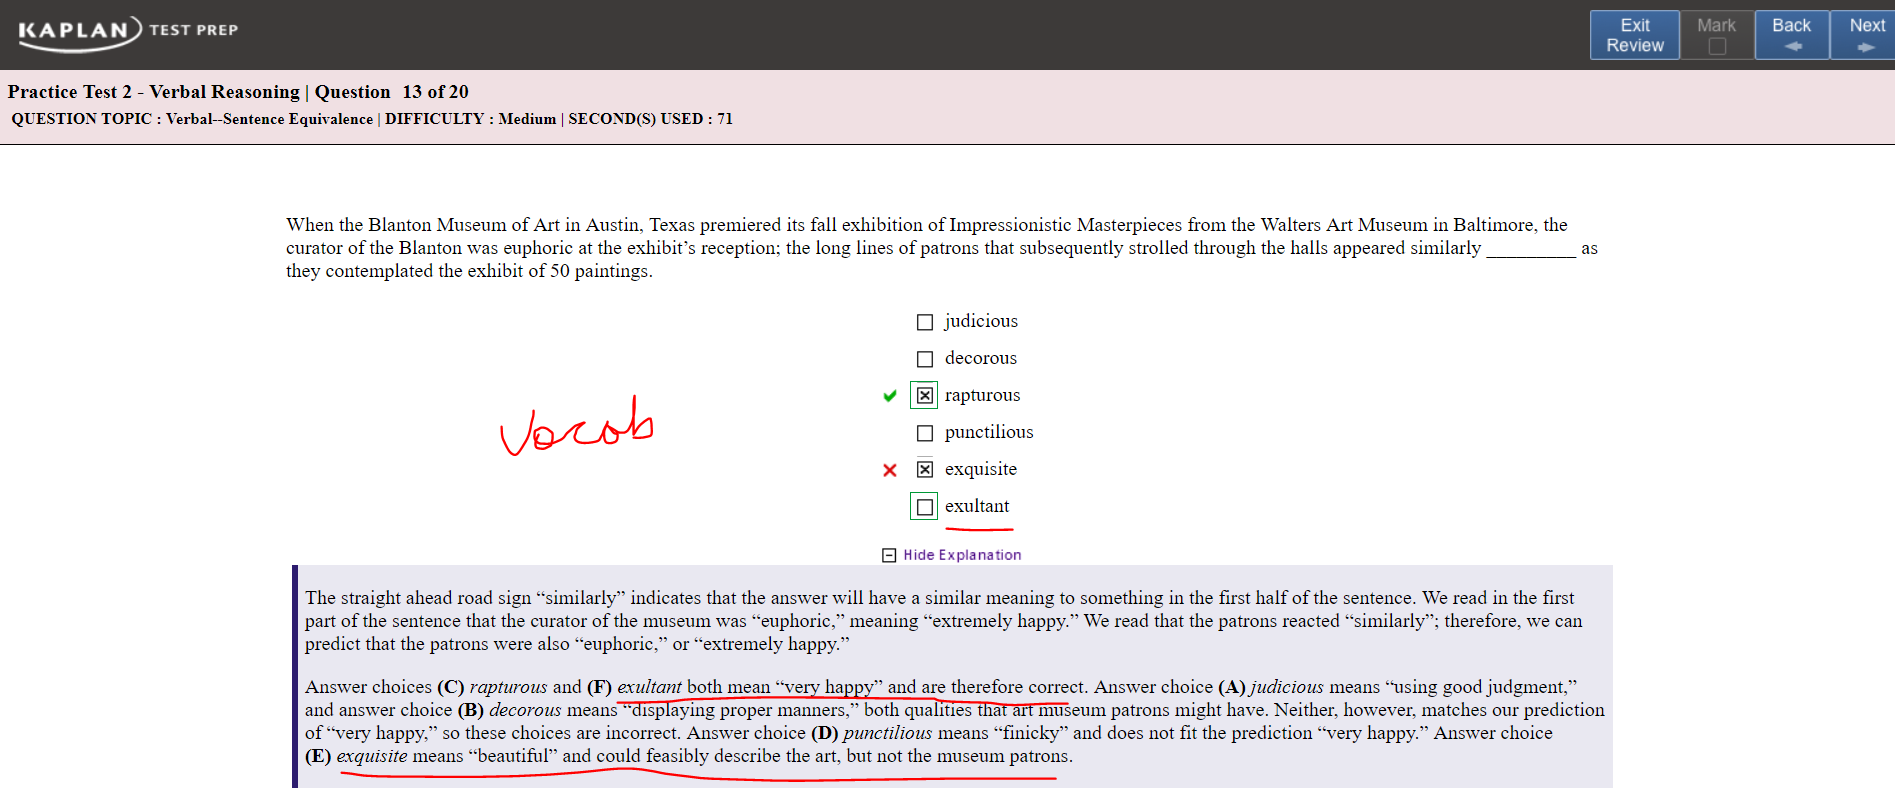 KAPLAN TEST PREP
Exit Review
Mark
Back
Next
Practice Test 2 - Verbal Reasoning | Question 13 of 20
QUESTION TOPIC : Verbal--Sentence Equivalence | DIFFICULTY : Medium | SECOND(S) USED : 71
When the Blanton Museum of Art in Austin, Texas premiered its fall exhibition of Impressionistic Masterpieces from the Walters Art Museum in Baltimore, the
curator of the Blanton was euphoric at the exhibit's reception; the long lines of patrons that subsequently strolled through the halls appeared similarly _________ as
they contemplated the exhibit of 50 paintings.
judicious
decorous
rapturous
punctilious
exquisite
exultant
Vocab
Hide Explanation
The straight ahead road sign “similarly” indicates that the answer will have a similar meaning to something in the first half of the sentence. We read in the first
part of the sentence that the curator of the museum was “euphoric,” meaning “extremely happy.” We read that the patrons reacted “similarly”; therefore, we can
predict that the patrons were also “euphoric,” or “extremely happy.”
Answer choices (C) rapturous and (F) exultant both mean “very happy” and are therefore correct. Answer choice (A) judicious means “using good judgment,”
and answer choice (B) decorous means “displaying proper manners,” both qualities that art museum patrons might have. Neither, however, matches our prediction
of “very happy,” so these choices are incorrect. Answer choice (D) punctilious means “finicky” and does not fit the prediction “very happy.” Answer choice
(E) exquisite means “beautiful” and could feasibly describe the art, but not the museum patrons.